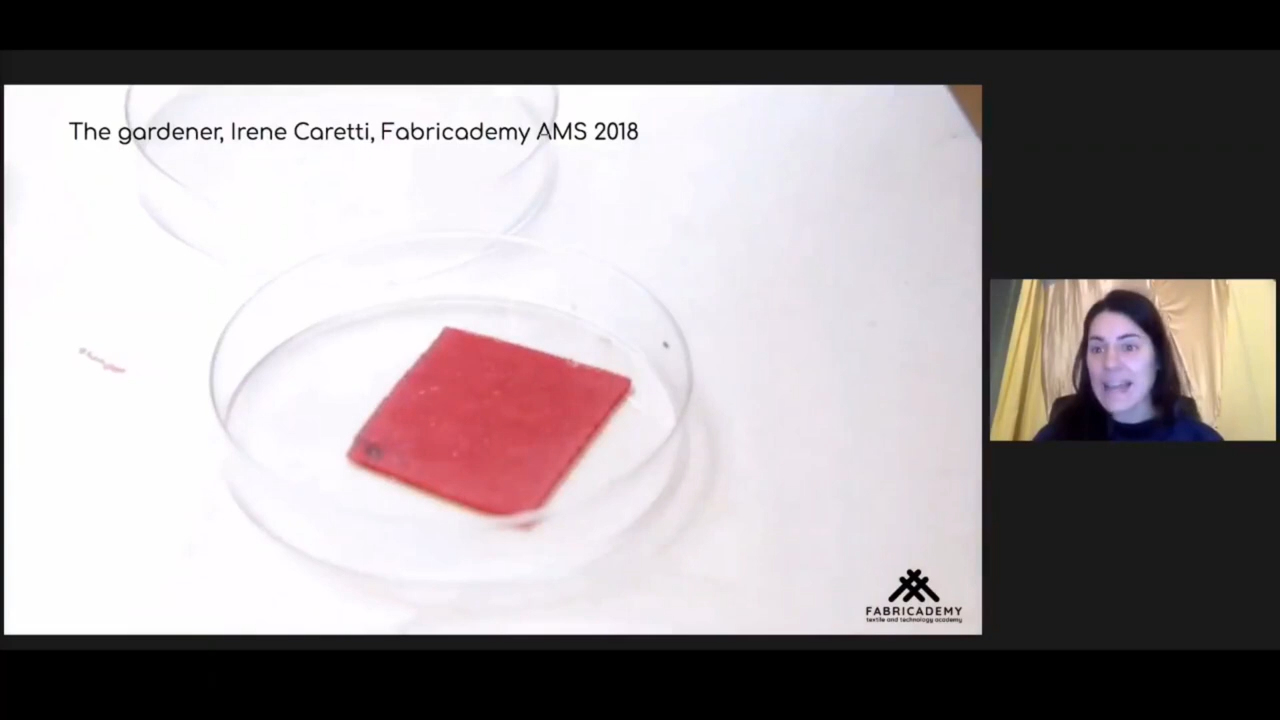 The gardener, Irene Caretti, Fabricademy AMS 2018
FABRICADEMY
textile and technology academy